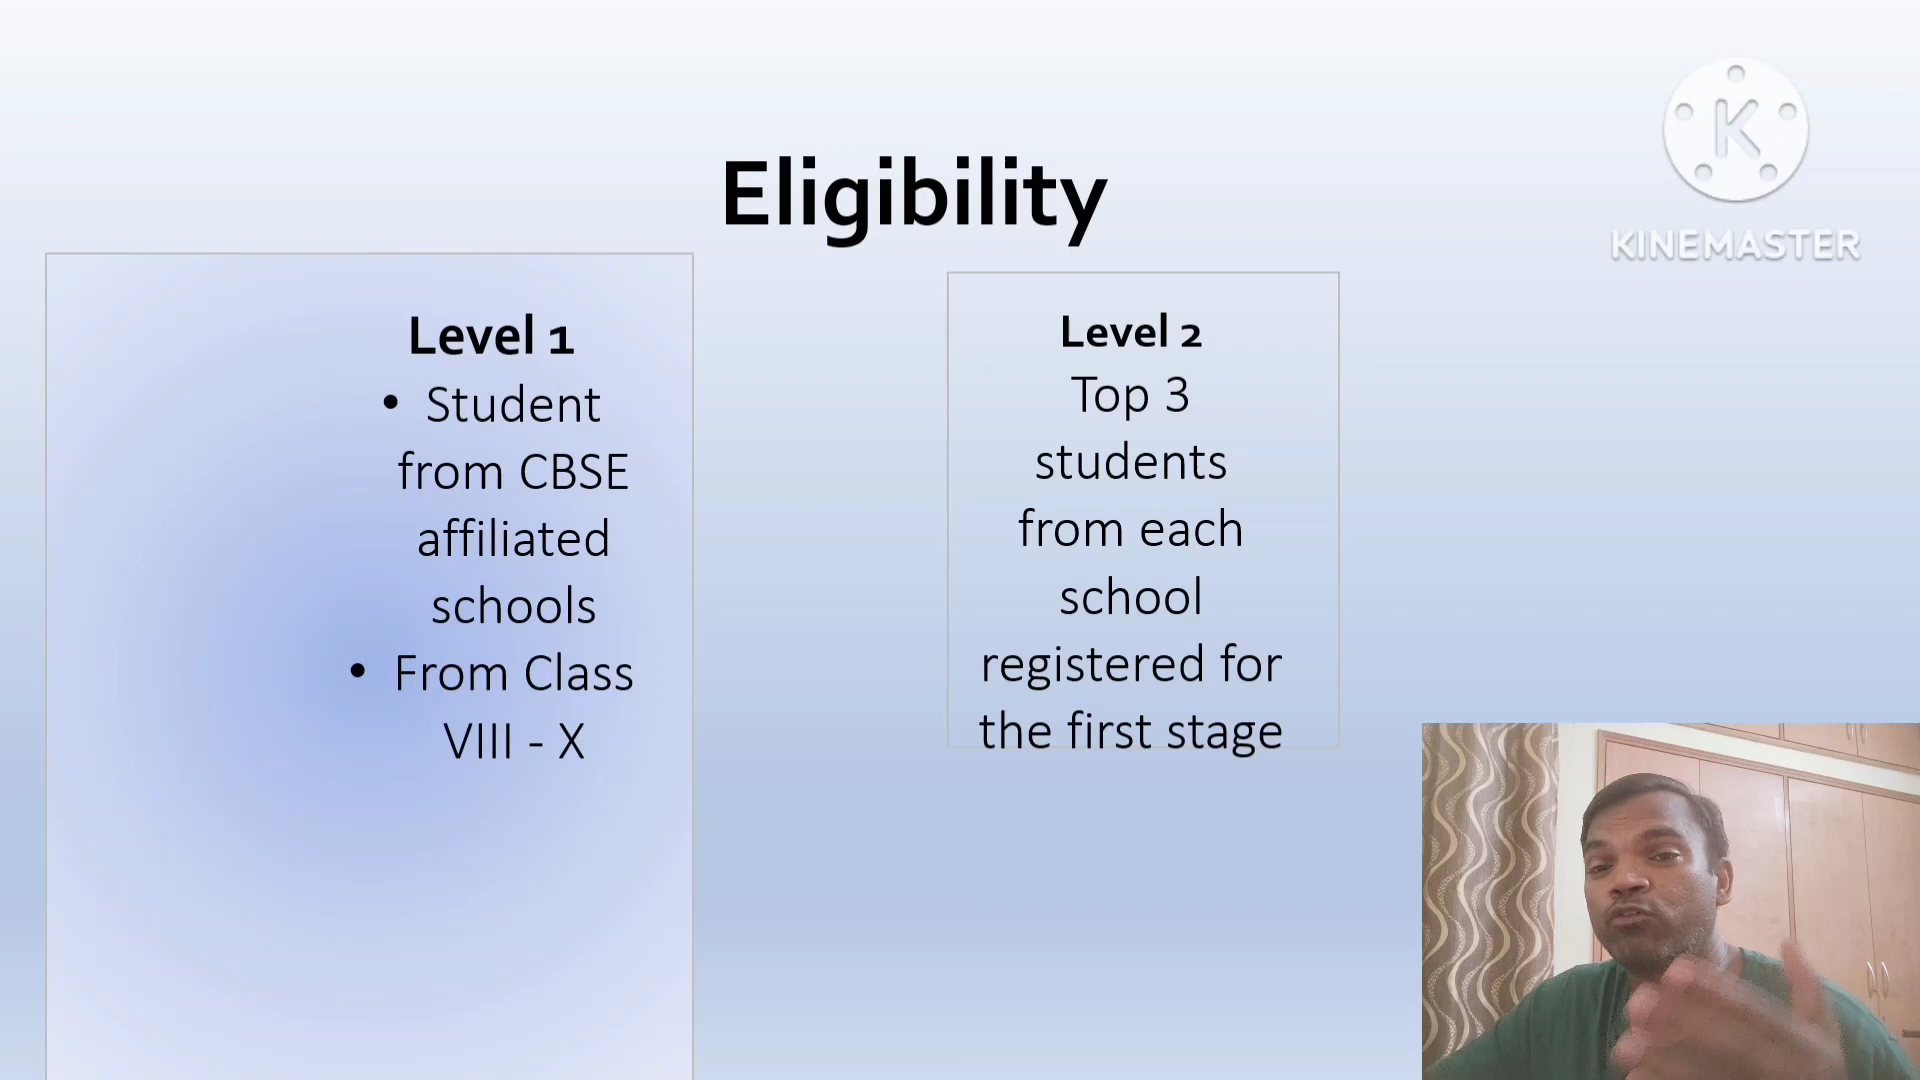 Eligibility
Level 1
• Student
from CBSE
affiliated
schools
• From Class
VIII - X
Level 2
Top 3
students
from each
school
registered for
the first stage
K
KINEMASTER